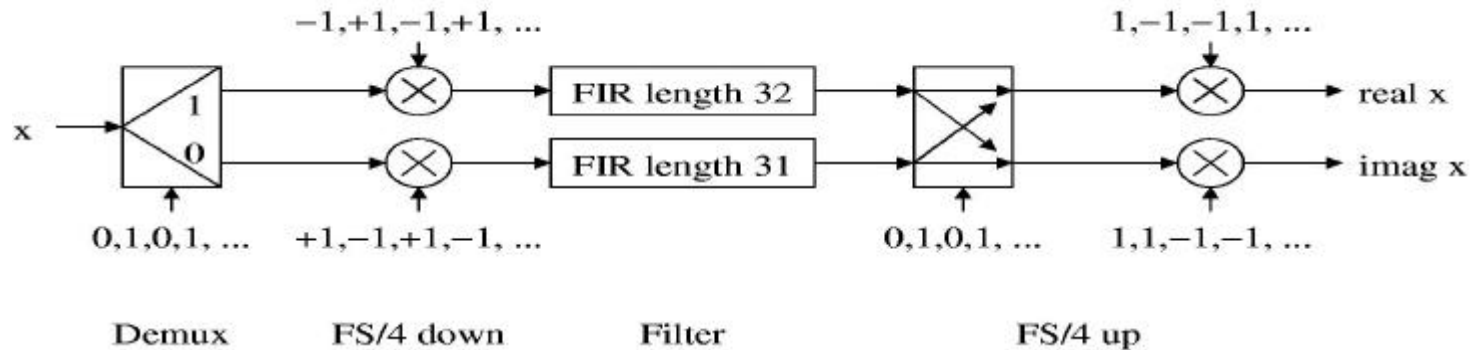 −1,+1,−1,+1, ...
1,−1,−1,1, ...
1
FIR length 32
real x
x
0
FIR length 31
imag x
0,1,0,1, ...
+1,−1,+1,−1, ...
0,1,0,1, ...
1,1,−1,−1, ...
Demux
FS/4 down
Filter
FS/4 up